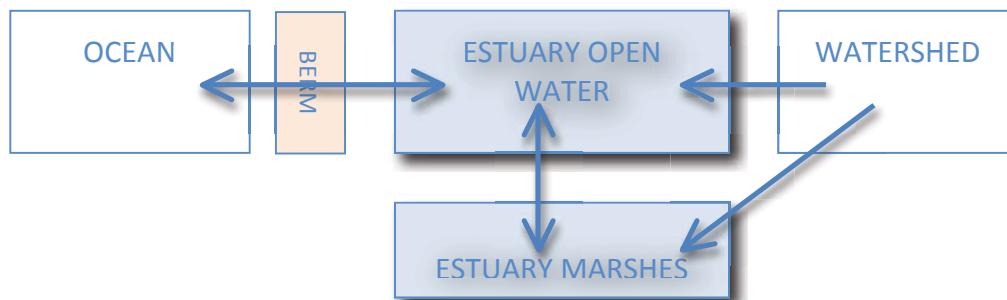 OCEAN
BERM
ESTUARY OPEN
WATER
WATERSHED
ESTUARY MARSHES